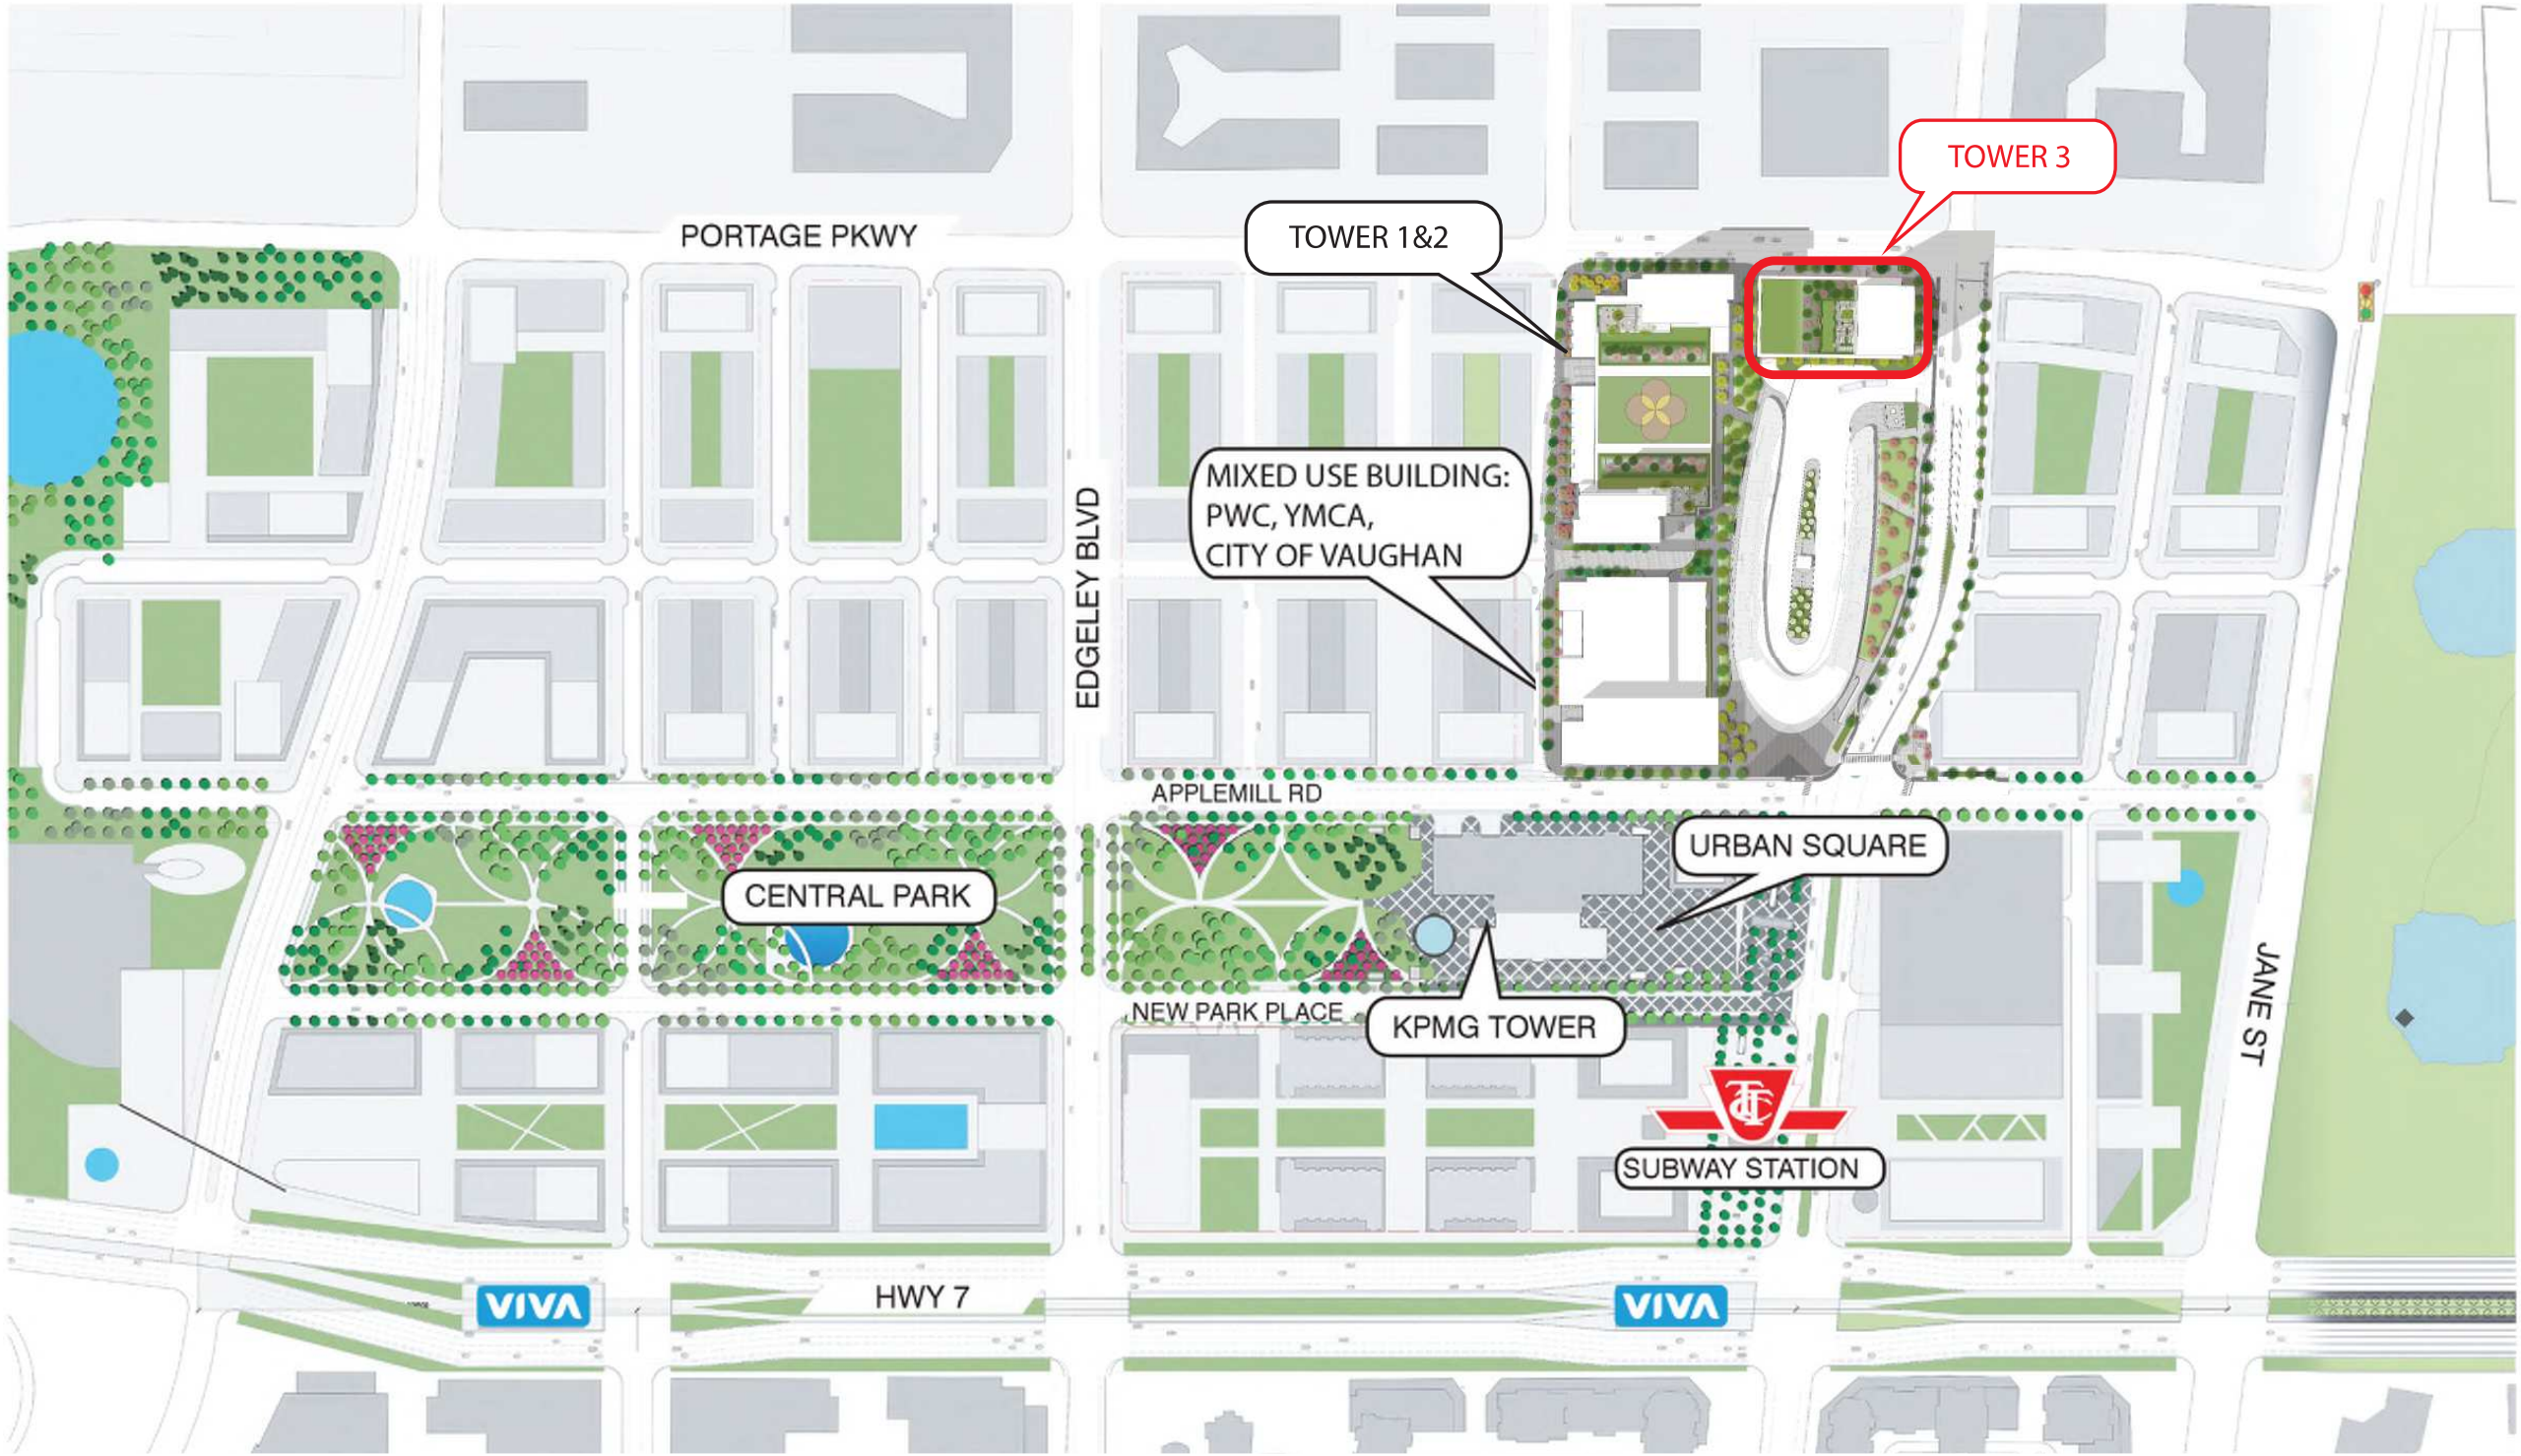 TOWER 3
PORTAGE PKWY
TOWER 1&2
MIXED USE BUILDING:
PWC, YMCA,
CITY OF VAUGHAN
EDGELEY BLVD
APPLEMILL RD
URBAN SQUARE
CENTRAL PARK
NEW PARK PLACE
KPMG TOWER
JANE ST
TTC
SUBWAY STATION
VIVA
HWY 7
VIVA